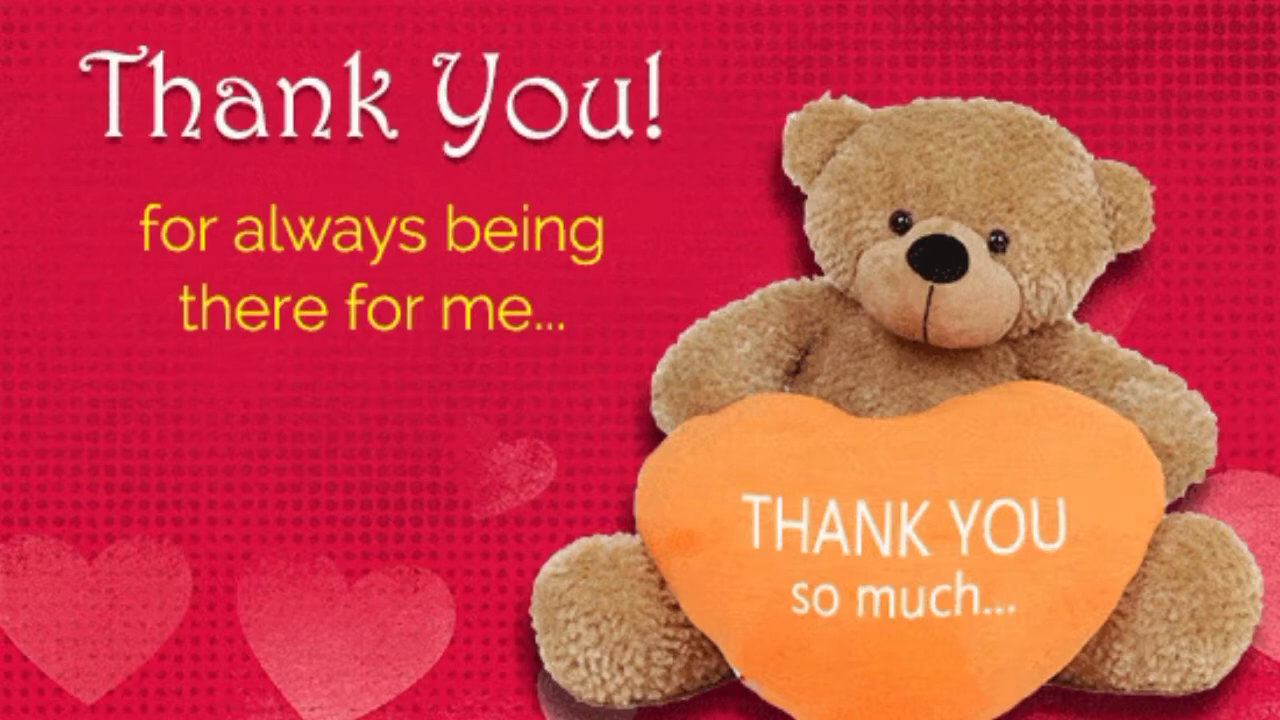 Thank You!
for always being
there for me...
THANK YOU
so much...